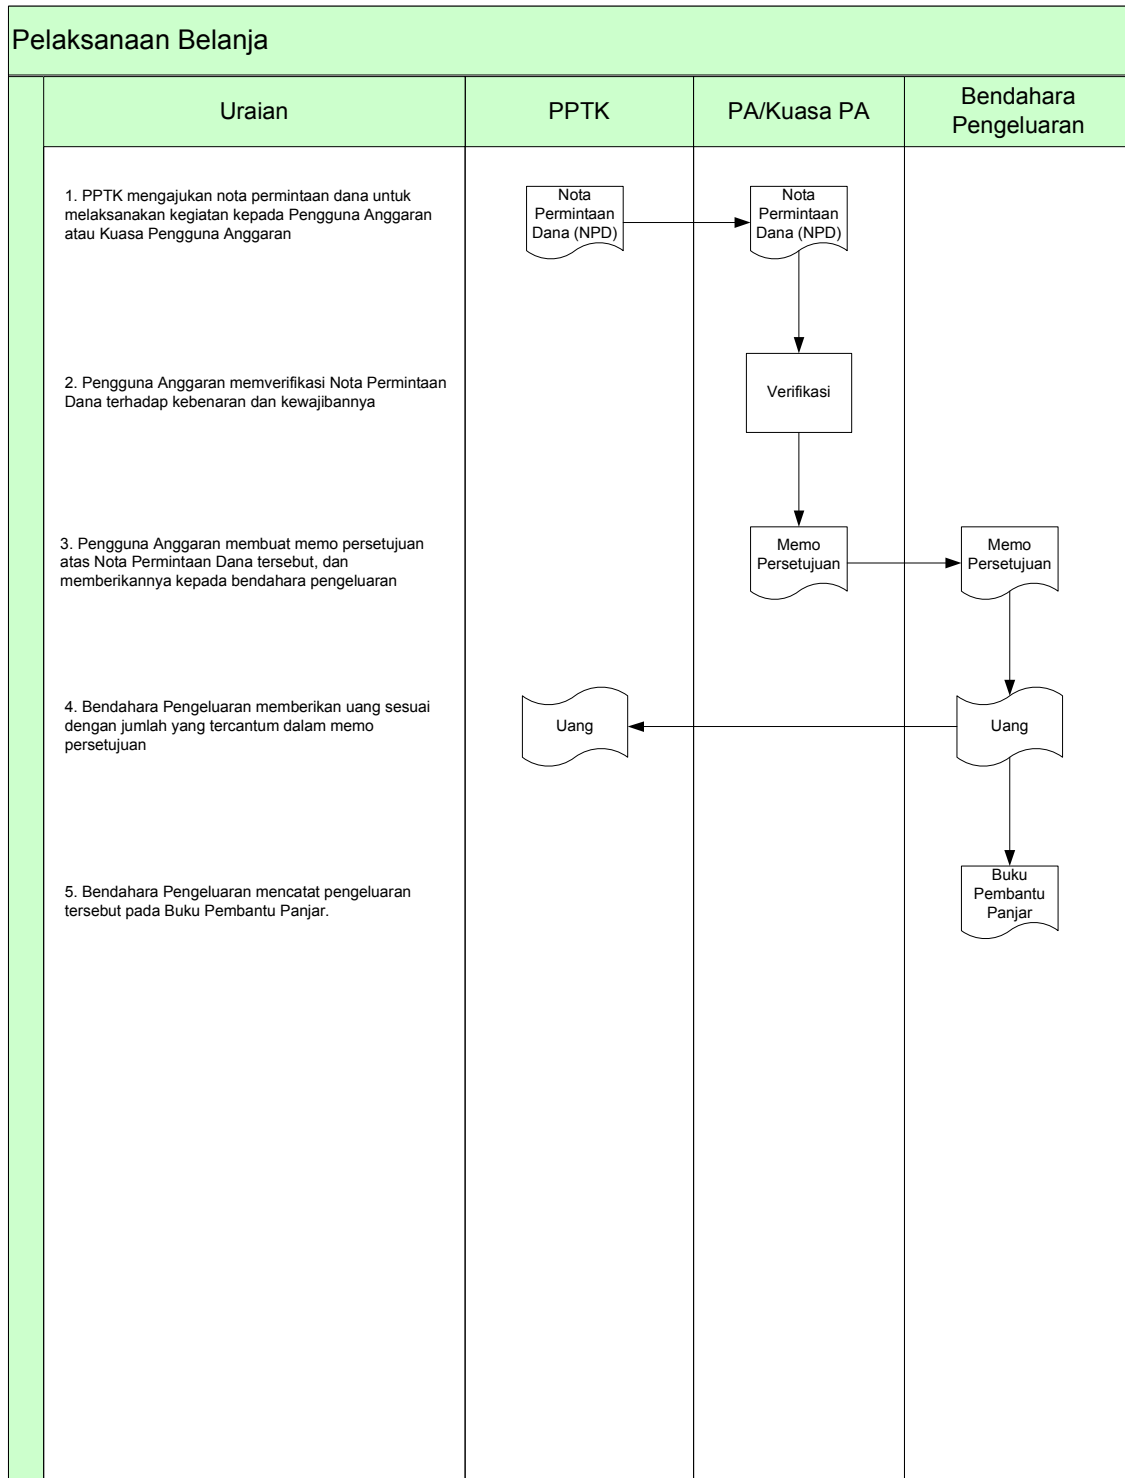 Pelaksanaan Belanja
Uraian
PPTK
PA/Kuasa PA
Bendahara
Pengeluaran
1. PPTK mengajukan nota permintaan dana untuk
melaksanakan kegiatan kepada Pengguna Anggaran
atau Kuasa Pengguna Anggaran
Nota
Permintaan
Dana (NPD)
Nota
Permintaan
Dana (NPD)
2. Pengguna Anggaran memverifikasi Nota Permintaan
Dana terhadap kebenaran dan kewajibannya
Verifikasi
3. Pengguna Anggaran membuat memo persetujuan
atas Nota Permintaan Dana tersebut, dan
memberikannya kepada bendahara pengeluaran
Memo
Persetujuan
Memo
Persetujuan
4. Bendahara Pengeluaran memberikan uang sesuai
dengan jumlah yang tercantum dalam memo
persetujuan
Uang
Uang
5. Bendahara Pengeluaran mencatat pengeluaran
tersebut pada Buku Pembantu Panjar.
Buku
Pembantu
Panjar